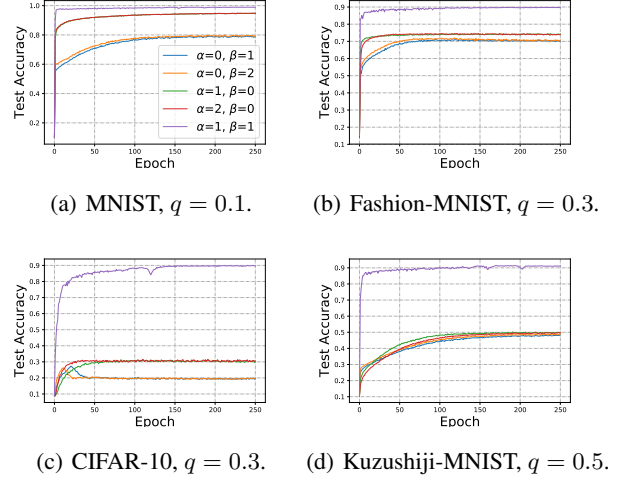 1.0
0.8
0.6
0.4
0.2
Test Accuracy
α=0, β=1
α=0, β=2
α=1, β=0
α=2, β=0
α=1, β=1
0 50 100 150 200 250
Epoch
(a) MNIST, q = 0.1.
0.9
0.8
0.7
0.6
0.5
0.4
0.3
0.2
0.1
Test Accuracy
0 50 100 150 200 250
Epoch
(b) Fashion-MNIST, q = 0.3.
0.9
0.8
0.7
0.6
0.5
0.4
0.3
0.2
0.1
Test Accuracy
0 50 100 150 200 250
Epoch
(c) CIFAR-10, q = 0.3.
0.9
0.8
0.7
0.6
0.5
0.4
0.3
0.2
0.1
Test Accuracy
0 50 100 150 200 250
Epoch
(d) Kuzushiji-MNIST, q = 0.5.